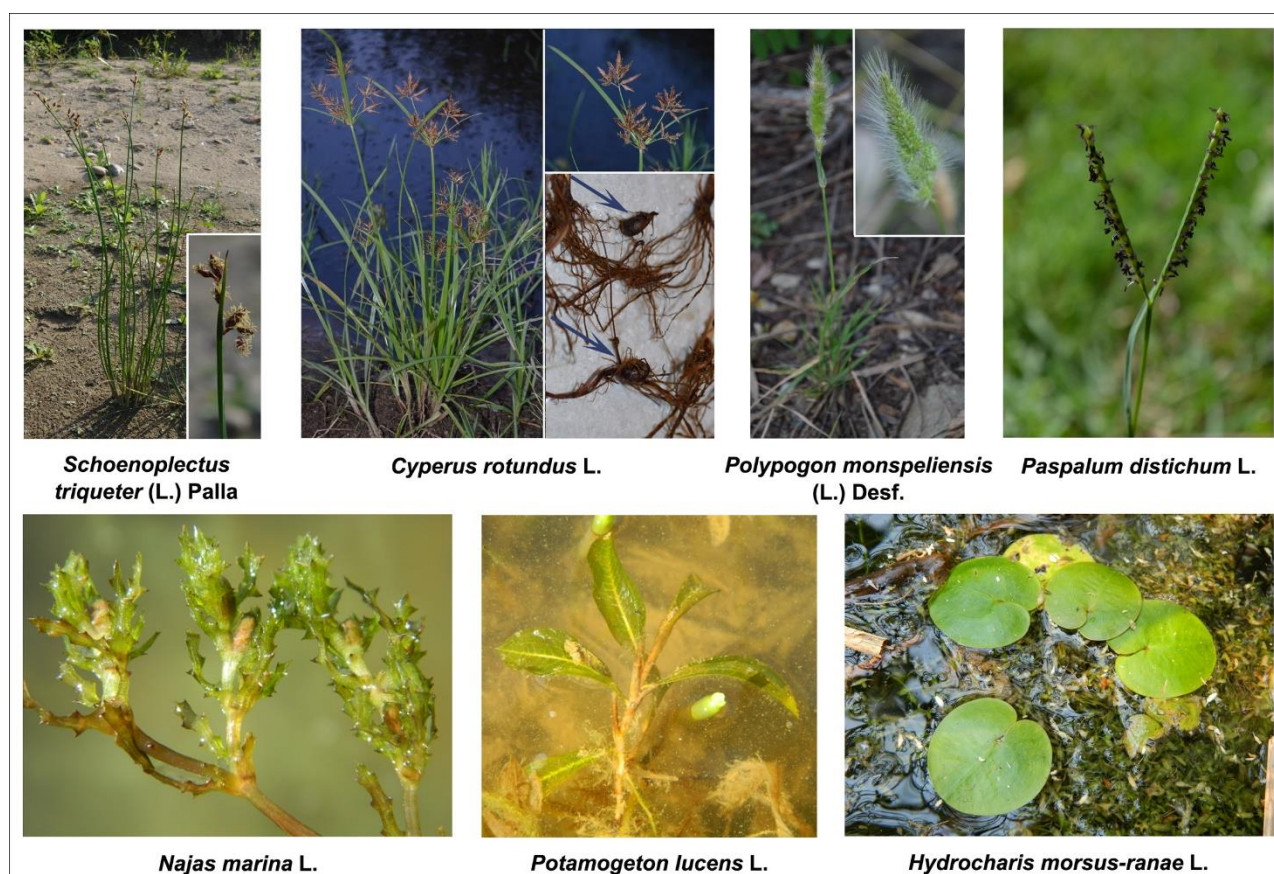 Schoenoplectus
triqueter (L.) Palla
Cyperus rotundus L.
Polypogon monspeliensis
(L.) Desf.
Paspalum distichum L.
Najas marina L.
Potamogeton lucens L.
Hydrocharis morsus-ranae L.